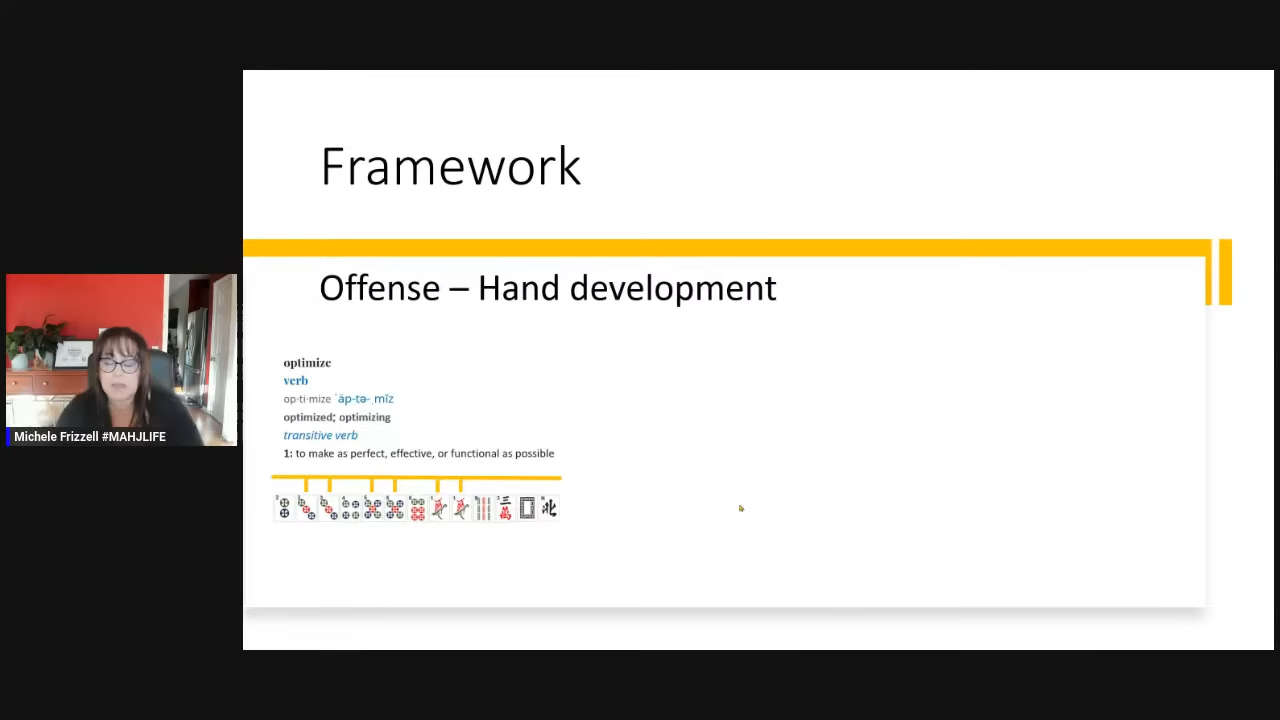 Framework
Offense – Hand development
optimize
verb
op·​ti·​mize ˈäp-tə-ˌmīz
optimized; optimizing
transitive verb
1: to make as perfect, effective, or functional as possible
三
萬
北
Michele Frizzell #MAHJLIFE